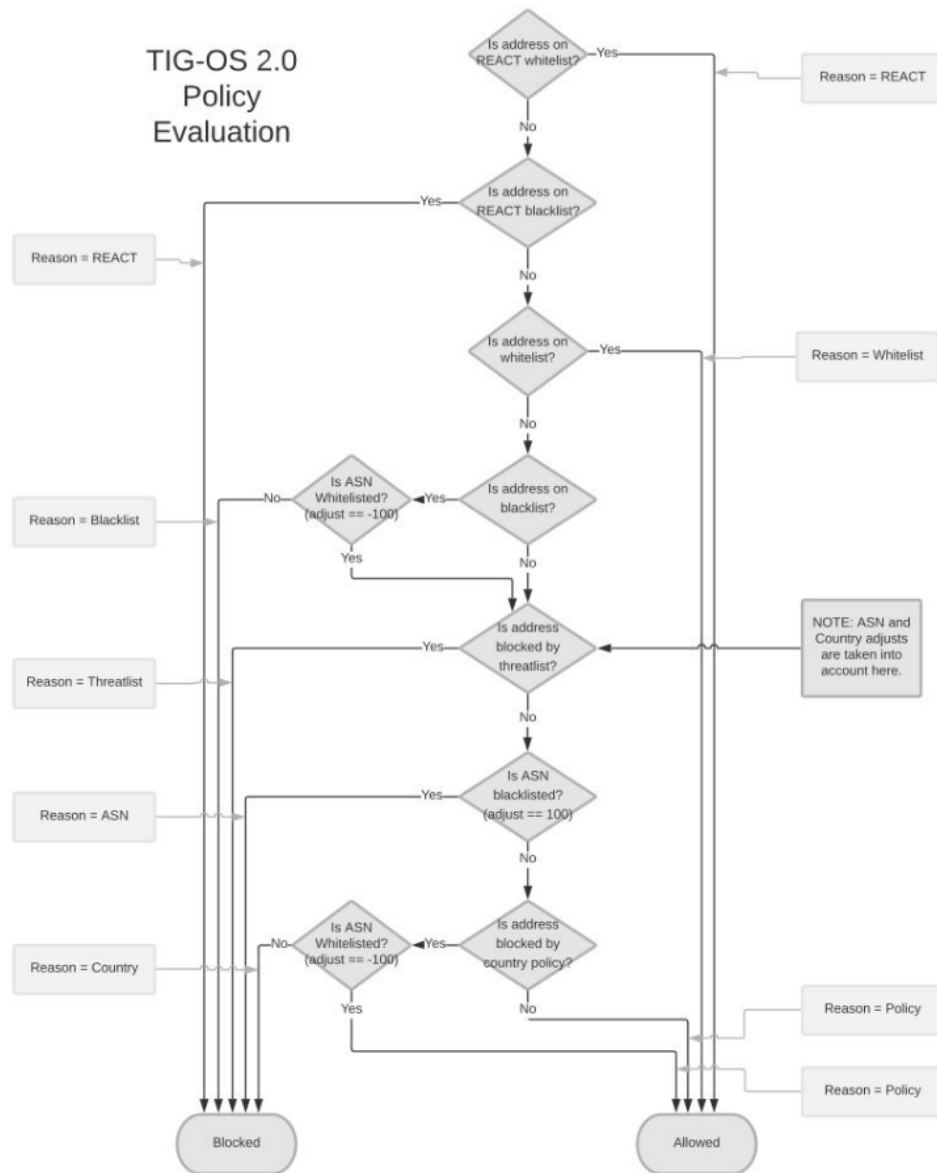 TIG-OS 2.0
Policy
Evaluation
Is address on
REACT whitelist?
Yes
Reason = REACT
No
Is address on
REACT blacklist?
Yes
Reason = REACT
No
Is address on
whitelist?
Yes
Reason = Whitelist
No
Is address on
blacklist?
Yes
Is ASN
Whitelisted?
(adjust == -100)
No
Reason = Blacklist
Yes
No
Is address
blocked by
threatlist?
NOTE: ASN and
Country adjusts
are taken into
account here.
Yes
Reason = Threatlist
No
Is ASN
blacklisted?
(adjust == 100)
Yes
Reason = ASN
No
Is address
blocked by
country policy?
Yes
Is ASN
Whitelisted?
(adjust == -100)
No
Reason = Country
Yes
No
Reason = Policy
Reason = Policy
Blocked
Allowed